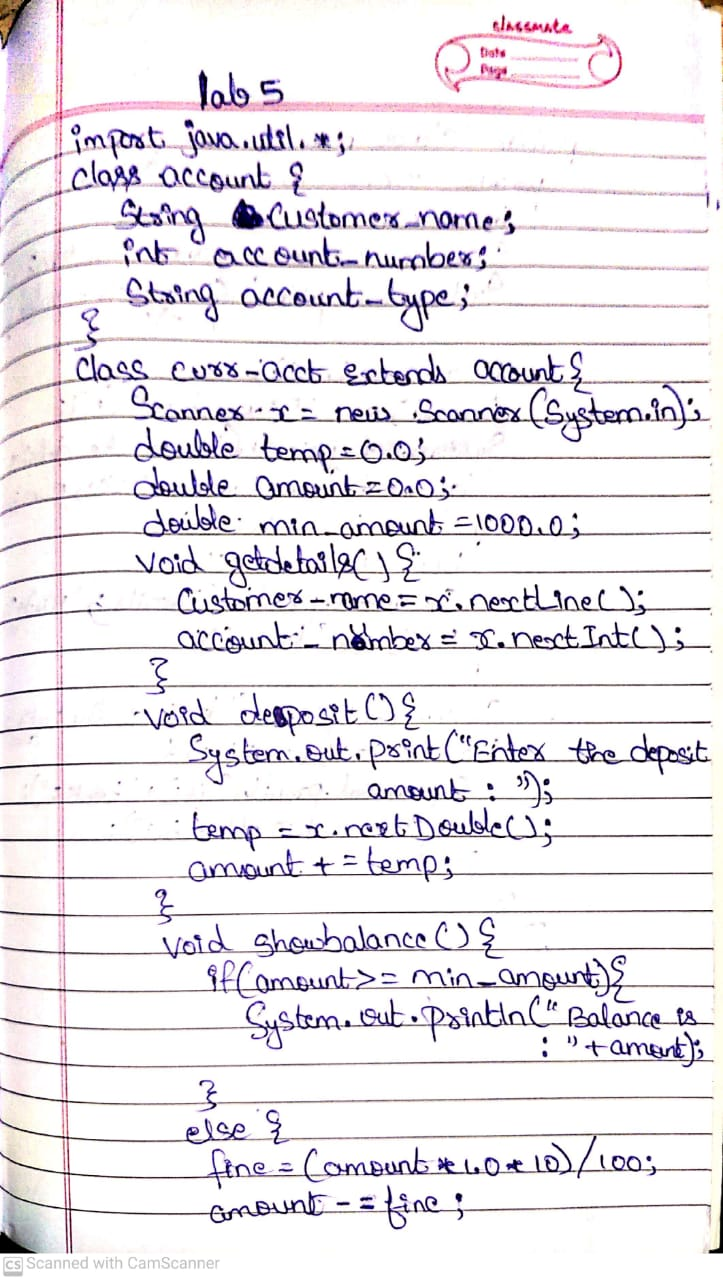 classmate
Date
Page
lab 5
import java.util.*;
class account {
String customer_name;
int account_number;
String account_type;
}
class curr_acct extends account {
Scanner x = new Scanner(System.in);
double temp = 0.0;
double amount = 0.0;
double min_amount = 1000.0;
void getdetails() {
customer_name = x.nextLine();
account_number = x.nextInt();
}
void deposit() {
System.out.print("Enter the deposit
amount : ");
temp = x.nextDouble();
amount += temp;
}
void showbalance() {
if(amount >= min_amount){
System.out.println("Balance is
: " + amount);
}
else {
fine = (amount * 1.0 * 10)/100;
amount -= fine;
CS Scanned with CamScanner